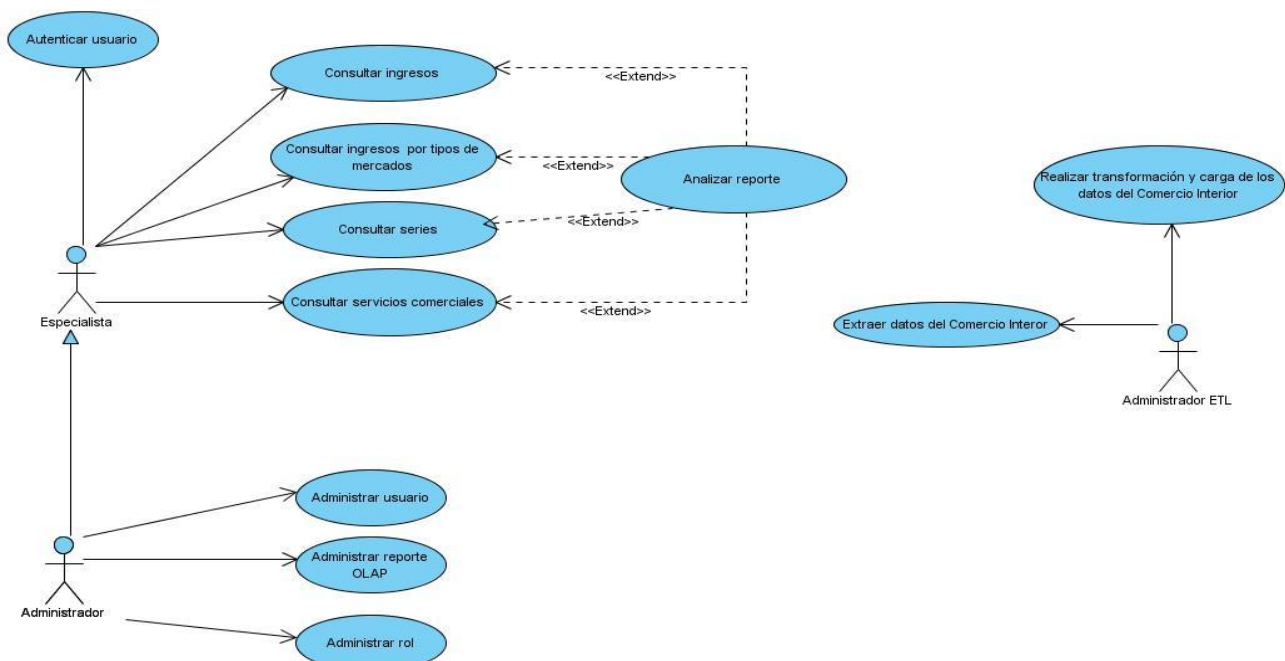 Autenticar usuario
Consultar ingresos
<<Extend>>
Consultar ingresos por tipos de
mercados
<<Extend>>
Analizar reporte
Consultar series
<<Extend>>
Especialista
Consultar servicios comerciales
<<Extend>>
Realizar transformación y carga de los
datos del Comercio Interior
Extraer datos del Comercio Interor
Administrador ETL
Administrar usuario
Administrar reporte
OLAP
Administrador
Administrar rol